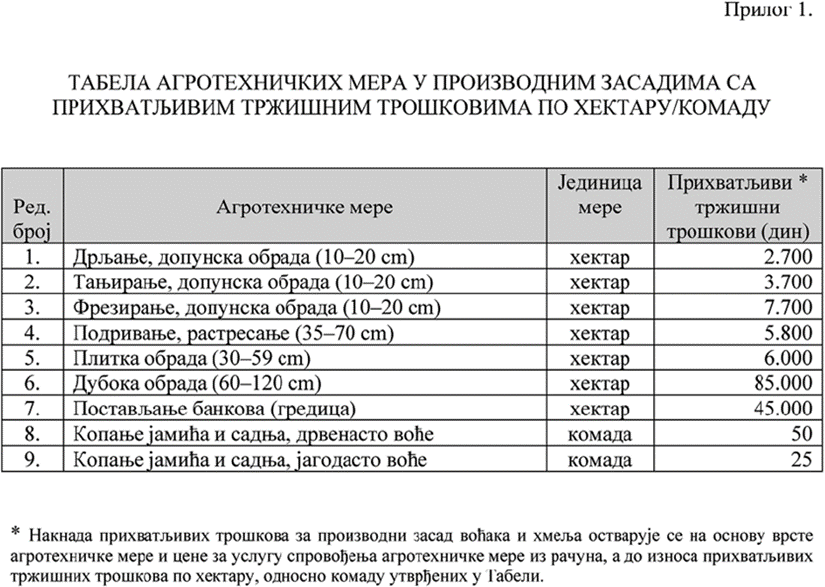 Прилог 1.
ТАБЕЛА АГРОТЕХНИЧКИХ МЕРА У ПРОИЗВОДНИМ ЗАСАДИМА СА
ПРИХВАТЉИВИМ ТРЖИШНИМ ТРОШКОВИМА ПО ХЕКТАРУ/КОМАДУ
Ред. број Агротехничке мере Јединица мере Прихватљиви * тржишни трошкови (дин)
1. Дрљање, допунска обрада (10–20 cm) хектар 2.700
2. Тањирање, допунска обрада (10–20 cm) хектар 3.700
3. Фрезирање, допунска обрада (10–20 cm) хектар 7.700
4. Подривање, растресање (35–70 cm) хектар 5.800
5. Плитка обрада (30–59 cm) хектар 6.000
6. Дубока обрада (60–120 cm) хектар 85.000
7. Постављање банкова (гредица) хектар 45.000
8. Копање јамића и садња, дрвенасто воће комада 50
9. Копање јамића и садња, јагодасто воће комада 25
* Накнада прихватљивих трошкова за производни засад воћака и хмеља остварује се на основу врсте
агротехничке мере и цене за услугу спровођења агротехничке мере из рачуна, а до износа прихватљивих
тржишних трошкова по хектару, односно комаду утврђених у Табели.